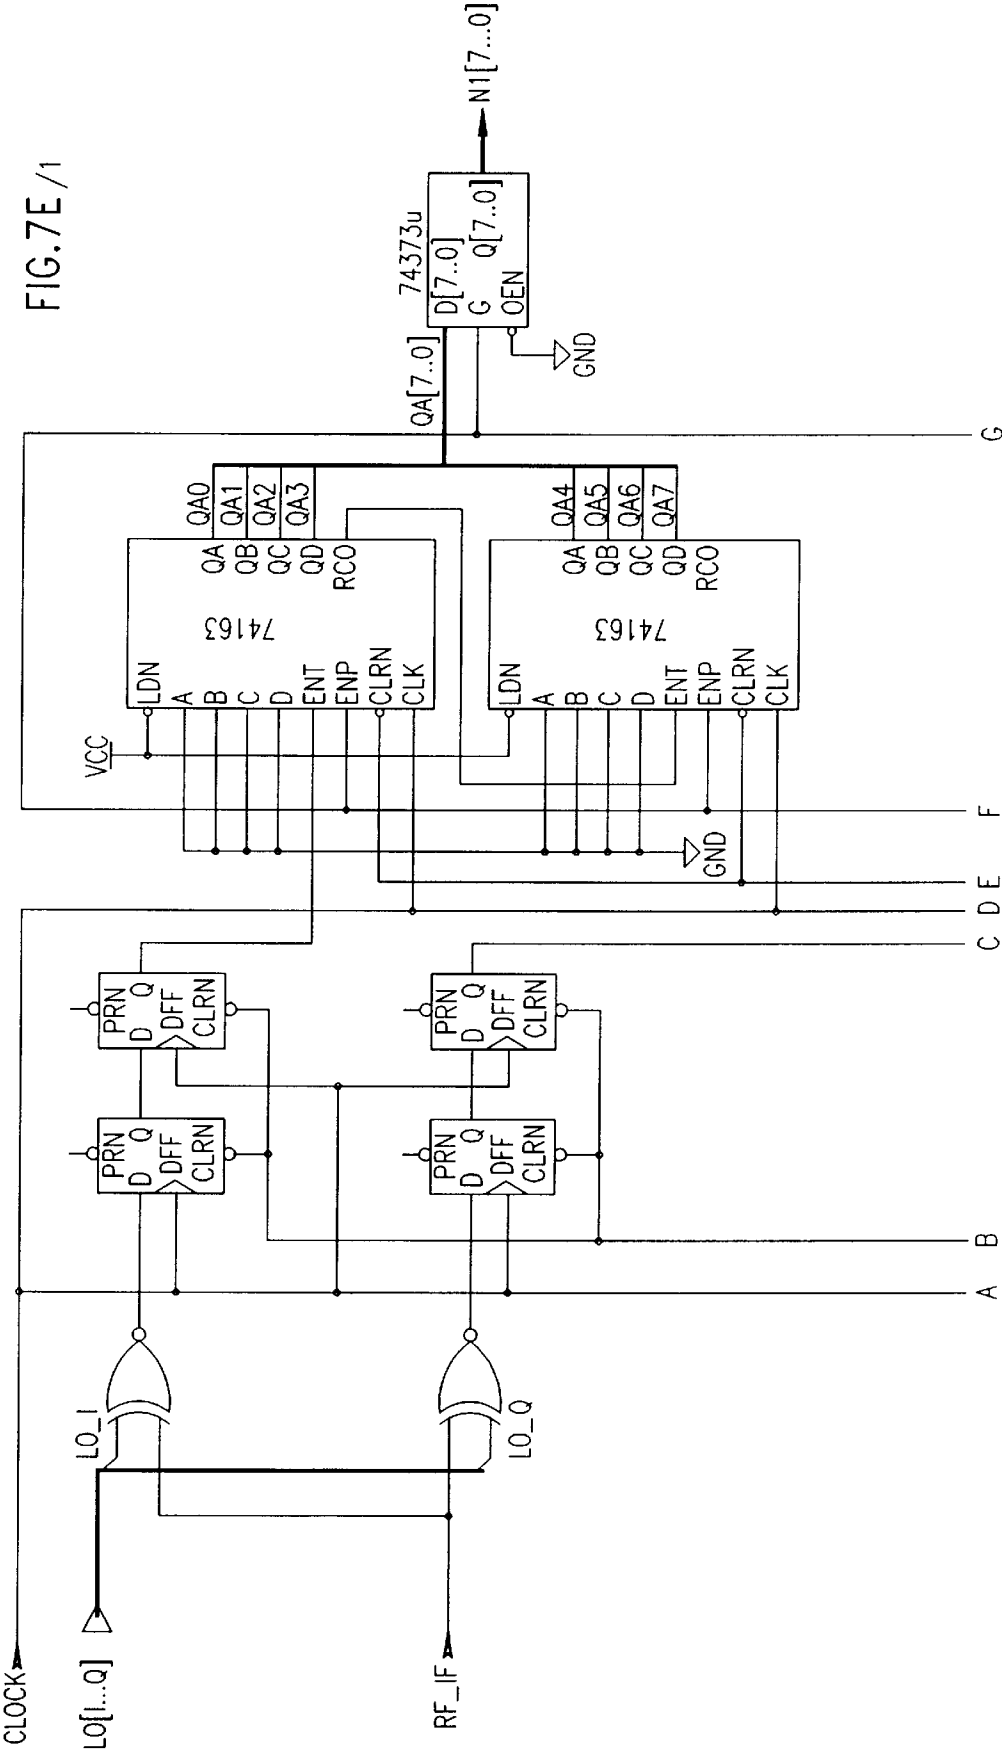 FIG.7E /1
CLOCK
LO[I...Q]
RF_IF
LO_I
LO_Q
PRN
D Q
DFF
CLRN
PRN
D Q
DFF
CLRN
PRN
D Q
DFF
CLRN
PRN
D Q
DFF
CLRN
VCC
LDN
A
B
C
D
ENT
ENP
CLRN
CLK
74163
QA
QB
QC
QD
RCO
QA0
QA1
QA2
QA3
GND
LDN
A
B
C
D
ENT
ENP
CLRN
CLK
74163
QA
QB
QC
QD
RCO
QA4
QA5
QA6
QA7
QA[7..0]
74373u
D[7..0]
G Q[7..0]
OEN
GND
N1[7...0]
A B C D E F G